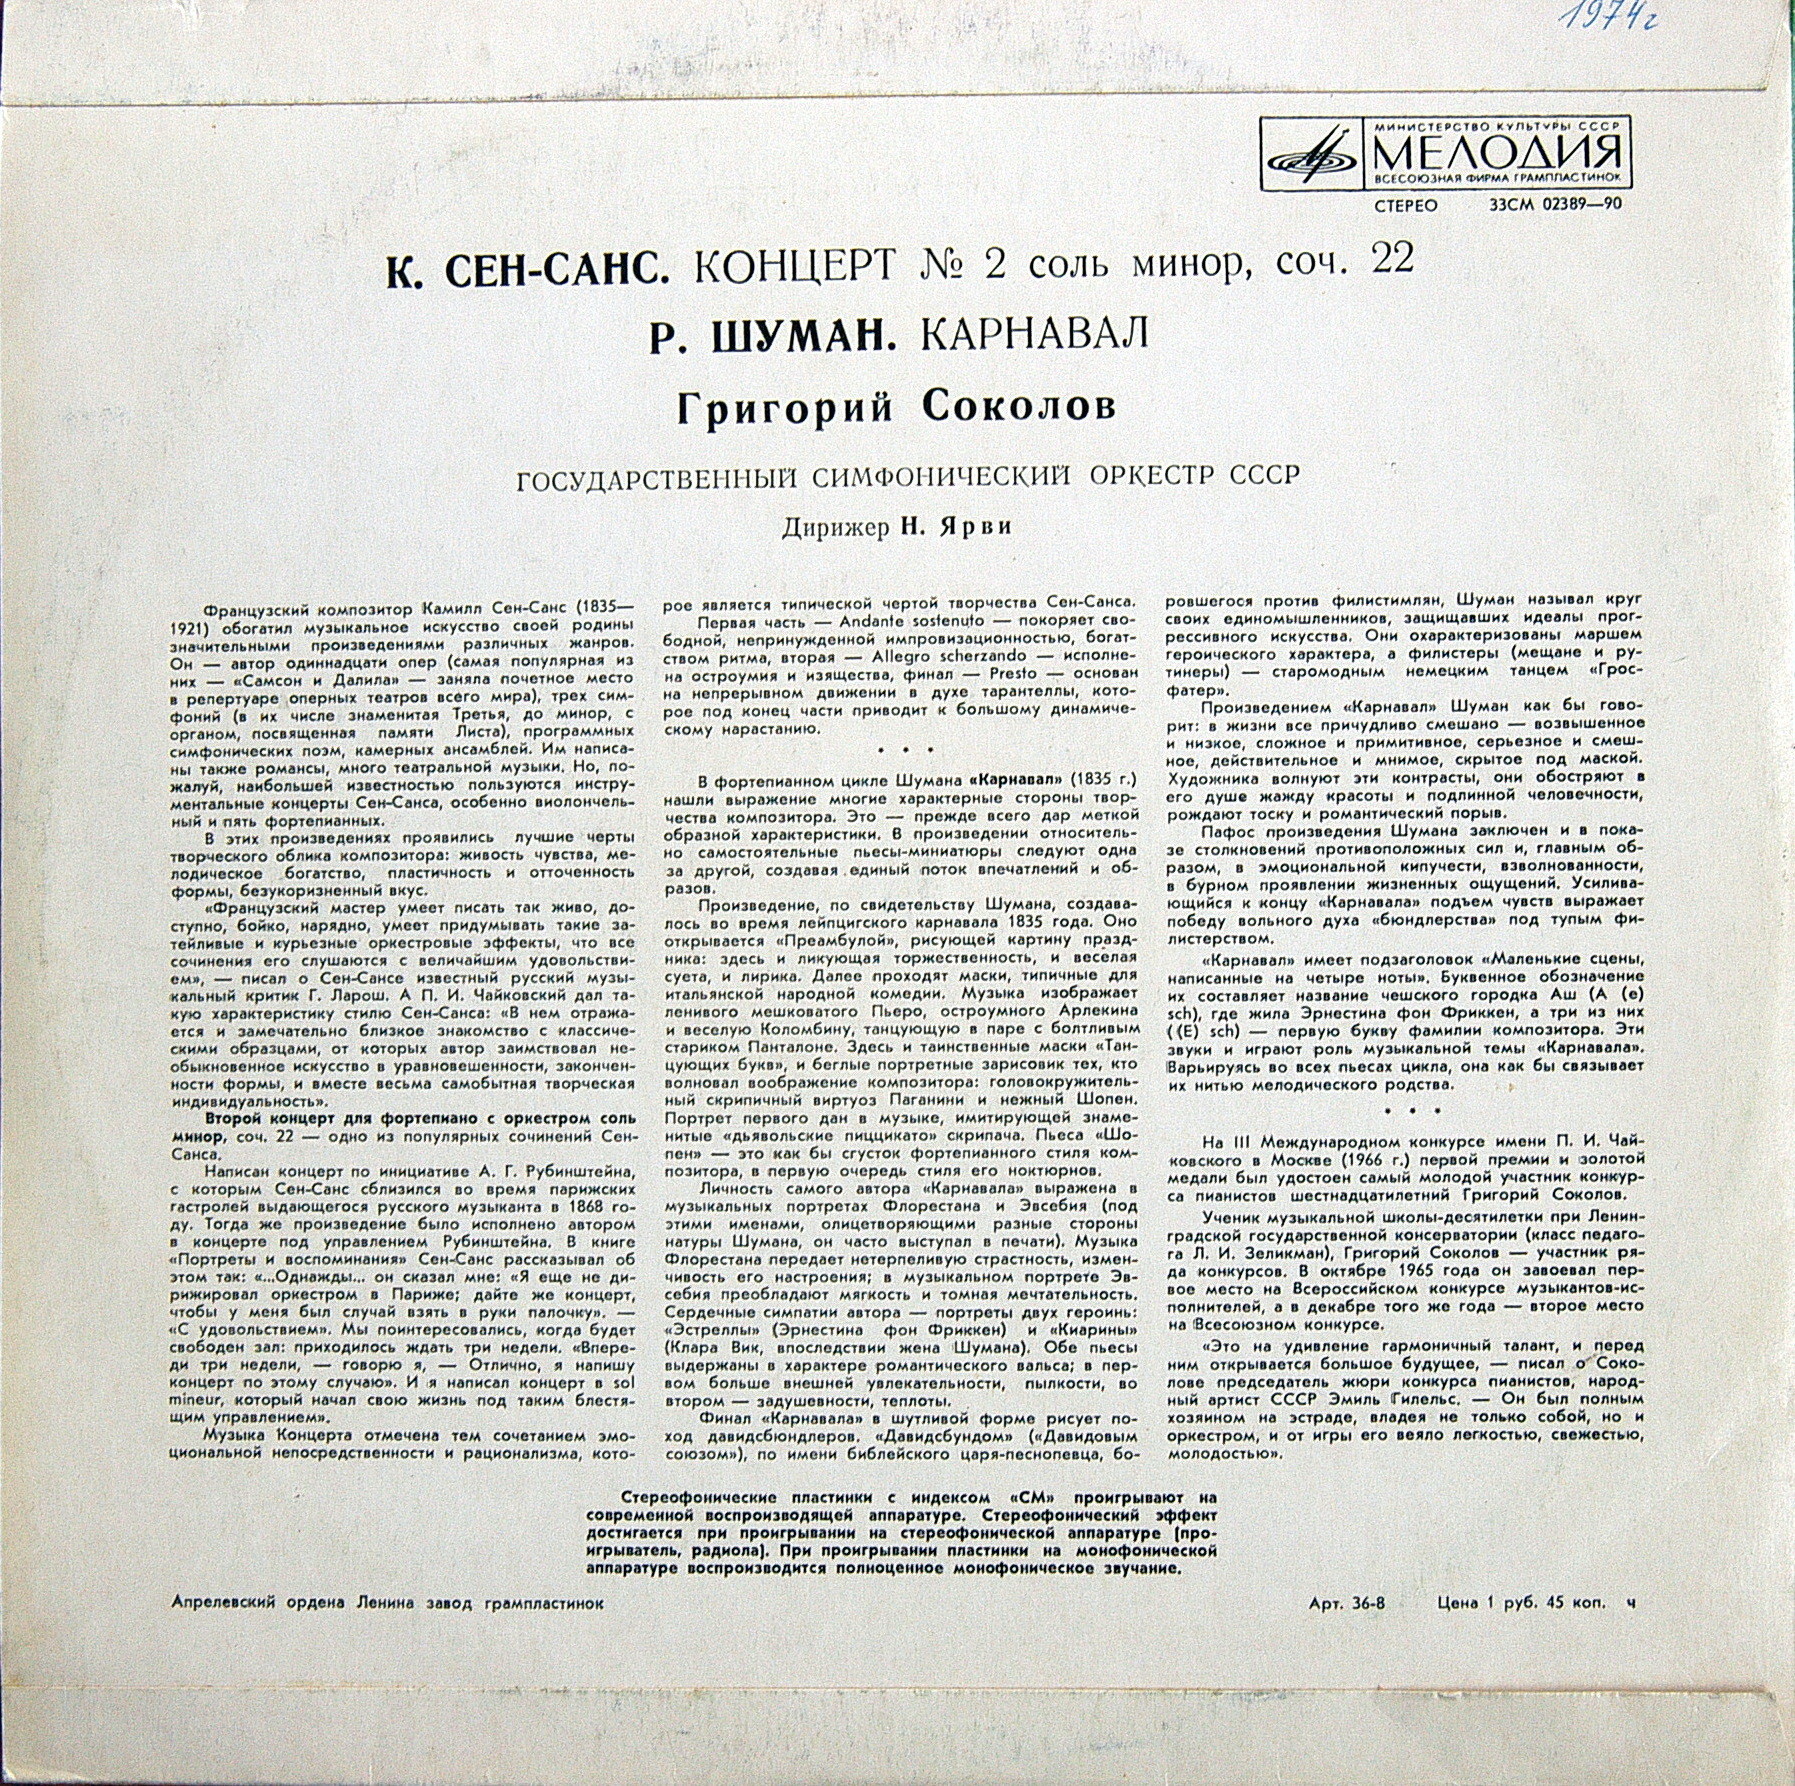 1974г
МИНИСТЕРСТВО КУЛЬТУРЫ СССР
МЕЛОДИЯ
ВСЕСОЮЗНАЯ ФИРМА ГРАМПЛАСТИНОК
СТЕРЕО 33СМ 02389—90
К. СЕН-САНС. КОНЦЕРТ № 2 соль минор, соч. 22
Р. ШУМАН. КАРНАВАЛ
Григорий Соколов
ГОСУДАРСТВЕННЫЙ СИМФОНИЧЕСКИЙ ОРКЕСТР СССР
Дирижер Н. Ярви
Французский композитор Камилл Сен-Санс (1835—
1921) обогатил музыкальное искусство своей родины
значительными произведениями различных жанров.
Он — автор одиннадцати опер (самая популярная из
них — «Самсон и Далила» — заняла почетное место
в репертуаре оперных театров всего мира), трех сим-
фоний (в их числе знаменитая Третья, до минор, с
органом, посвященная памяти Листа), программных
симфонических поэм, камерных ансамблей. Им написа-
ны также романсы, много театральной музыки. Но, по-
жалуй, наибольшей известностью пользуются инстру-
ментальные концерты Сен-Санса, особенно виолончель-
ный и пять фортепианных.
В этих произведениях проявились лучшие черты
творческого облика композитора: живость чувства, ме-
лодическое богатство, пластичность и отточенность
формы, безукоризненный вкус.
«Французский мастер умеет писать так живо, до-
ступно, бойко, нарядно, умеет придумывать такие за-
тейливые и курьезные оркестровые эффекты, что все
сочинения его слушаются с величайшим удовольстви-
ем», — писал о Сен-Сансе известный русский музы-
кальный критик Г. Ларош. А П. И. Чайковский дал та-
кую характеристику стилю Сен-Санса: «В нем отража-
ется и замечательно близкое знакомство с классиче-
скими образцами, от которых автор заимствовал не-
обыкновенное искусство в уравновешенности, закончен-
ности формы, и вместе весьма самобытная творческая
индивидуальность».
Второй концерт для фортепиано с оркестром соль
минор, соч. 22 — одно из популярных сочинений Сен-
Санса.
Написан концерт по инициативе А. Г. Рубинштейна,
с которым Сен-Санс сблизился во время парижских
гастролей выдающегося русского музыканта в 1868 го-
ду. Тогда же произведение было исполнено автором
в концерте под управлением Рубинштейна. В книге
«Портреты и воспоминания» Сен-Санс рассказывал об
этом так: «...Однажды... он сказал мне: «Я еще не ди-
рижировал оркестром в Париже; дайте же концерт,
чтобы у меня был случай взять в руки палочку». —
«С удовольствием». Мы поинтересовались, когда будет
свободен зал: приходилось ждать три недели. «Впере-
ди три недели, — говорю я, — Отлично, я напишу
концерт по этому случаю». И я написал концерт в sol
mineur, который начал свою жизнь под таким блестя-
щим управлением».
Музыка Концерта отмечена тем сочетанием эмо-
циональной непосредственности и рационализма, кото-
рое является типической чертой творчества Сен-Санса.
Первая часть — Andante sostenuto — покоряет сво-
бодной, непринужденной импровизационностью, богат-
ством ритма, вторая — Allegro scherzando — исполне-
на остроумия и изящества, финал — Presto — основан
на непрерывном движении в духе тарантеллы, кото-
рое под конец части приводит к большому динамиче-
скому нарастанию.
• • •
В фортепианном цикле Шумана «Карнавал» (1835 г.)
нашли выражение многие характерные стороны твор-
чества композитора. Это — прежде всего дар меткой
образной характеристики. В произведении относитель-
но самостоятельные пьесы-миниатюры следуют одна
за другой, создавая единый поток впечатлений и об-
разов.
Произведение, по свидетельству Шумана, создава-
лось во время лейпцигского карнавала 1835 года. Оно
открывается «Преамбулой», рисующей картину празд-
ника: здесь и ликующая торжественность, и веселая
суета, и лирика. Далее проходят маски, типичные для
итальянской народной комедии. Музыка изображает
ленивого мешковатого Пьеро, остроумного Арлекина
и веселую Коломбину, танцующую в паре с болтливым
стариком Панталоне. Здесь и таинственные маски «Тан-
цующих букв», и беглые портретные зарисовик тех, кто
волновал воображение композитора: головокружитель-
ный скрипичный виртуоз Паганини и нежный Шопен.
Портрет первого дан в музыке, имитирующей знаме-
нитые «дьявольские пиццикато» скрипача. Пьеса «Шо-
пен» — это как бы сгусток фортепианного стиля ком-
позитора, в первую очередь стиля его ноктюрнов.
Личность самого автора «Карнавала» выражена в
музыкальных портретах Флорестана и Эвсебия (под
этими именами, олицетворяющими разные стороны
натуры Шумана, он часто выступал в печати). Музыка
Флорестана передает нетерпеливую страстность, измен-
чивость его настроения; в музыкальном портрете Эв-
себия преобладают мягкость и томная мечтательность.
Сердечные симпатии автора — портреты двух героинь:
«Эстреллы» (Эрнестина фон Фриккен) и «Киарины»
(Клара Вик, впоследствии жена Шумана). Обе пьесы
выдержаны в характере романтического вальса; в пер-
вом больше внешней увлекательности, пылкости, во
втором — задушевности, теплоты.
Финал «Карнавала» в шутливой форме рисует по-
ход давидсбюндлеров. «Давидсбундом» («Давидовым
союзом»), по имени библейского царя-песнопевца, бо-
ровшегося против филистимлян, Шуман называл круг
своих единомышленников, защищавших идеалы прог-
рессивного искусства. Они охарактеризованы маршем
героического характера, а филистеры (мещане и ру-
тинеры) — старомодным немецким танцем «Грос-
фатер».
Произведением «Карнавал» Шуман как бы гово-
рит: в жизни все причудливо смешано — возвышенное
и низкое, сложное и примитивное, серьезное и смеш-
ное, действительное и мнимое, скрытое под маской.
Художника волнуют эти контрасты, они обостряют в
его душе жажду красоты и подлинной человечности,
рождают тоску и романтический порыв.
Пафос произведения Шумана заключен и в пока-
зе столкновений противоположных сил и, главным об-
разом, в эмоциональной кипучести, взволнованности,
в бурном проявлении жизненных ощущений. Усилива-
ющийся к концу «Карнавала» подъем чувств выражает
победу вольного духа «бюндлерства» под тупым фи-
листерством.
«Карнавал» имеет подзаголовок «Маленькие сцены,
написанные на четыре ноты». Буквенное обозначение
их составляет название чешского городка Аш (A (e)
sch), где жила Эрнестина фон Фриккен, а три из них
((E) sch) — первую букву фамилии композитора. Эти
звуки и играют роль музыкальной темы «Карнавала».
Варьируясь во всех пьесах цикла, она как бы связывает
их нитью мелодического родства.
• • •
На III Международном конкурсе имени П. И. Чай-
ковского в Москве (1966 г.) первой премии и золотой
медали был удостоен самый молодой участник конкур-
са пианистов шестнадцатилетний Григорий Соколов.
Ученик музыкальной школы-десятилетки при Ленин-
градской государственной консерватории (класс педаго-
га Л. И. Зеликман), Григорий Соколов — участник ря-
да конкурсов. В октябре 1965 года он завоевал пер-
вое место на Всероссийском конкурсе музыкантов-ис-
полнителей, а в декабре того же года — второе место
на Всесоюзном конкурсе.
«Это на удивление гармоничный талант, и перед
ним открывается большое будущее, — писал о Соко-
лове председатель жюри конкурса пианистов, народ-
ный артист СССР Эмиль Гилельс. — Он был полным
хозяином на эстраде, владея не только собой, но и
оркестром, и от игры его веяло легкостью, свежестью,
молодостью».
Стереофонические пластинки с индексом «СМ» проигрывают на
современной воспроизводящей аппаратуре. Стереофонический эффект
достигается при проигрывании на стереофонической аппаратуре (про-
игрыватель, радиола). При проигрывании пластинки на монофонической
аппаратуре воспроизводится полноценное монофоническое звучание.
Апрелевский ордена Ленина завод грампластинок
Арт. 36-8 Цена 1 руб. 45 коп. ч